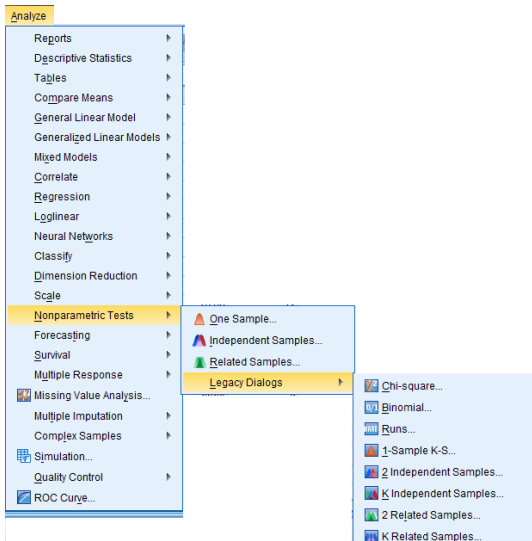 Analyze
Reports
Descriptive Statistics
Tables
Compare Means
General Linear Model
Generalized Linear Models
Mixed Models
Correlate
Regression
Loglinear
Neural Networks
Classify
Dimension Reduction
Scale
Nonparametric Tests
Forecasting
Survival
Multiple Response
Missing Value Analysis...
Multiple Imputation
Complex Samples
Simulation...
Quality Control
ROC Curve...
One Sample...
Independent Samples...
Related Samples...
Legacy Dialogs
Chi-square...
0/1 Binomial...
Runs...
1-Sample K-S...
2 Independent Samples...
K Independent Samples...
2 Related Samples...
K Related Samples...